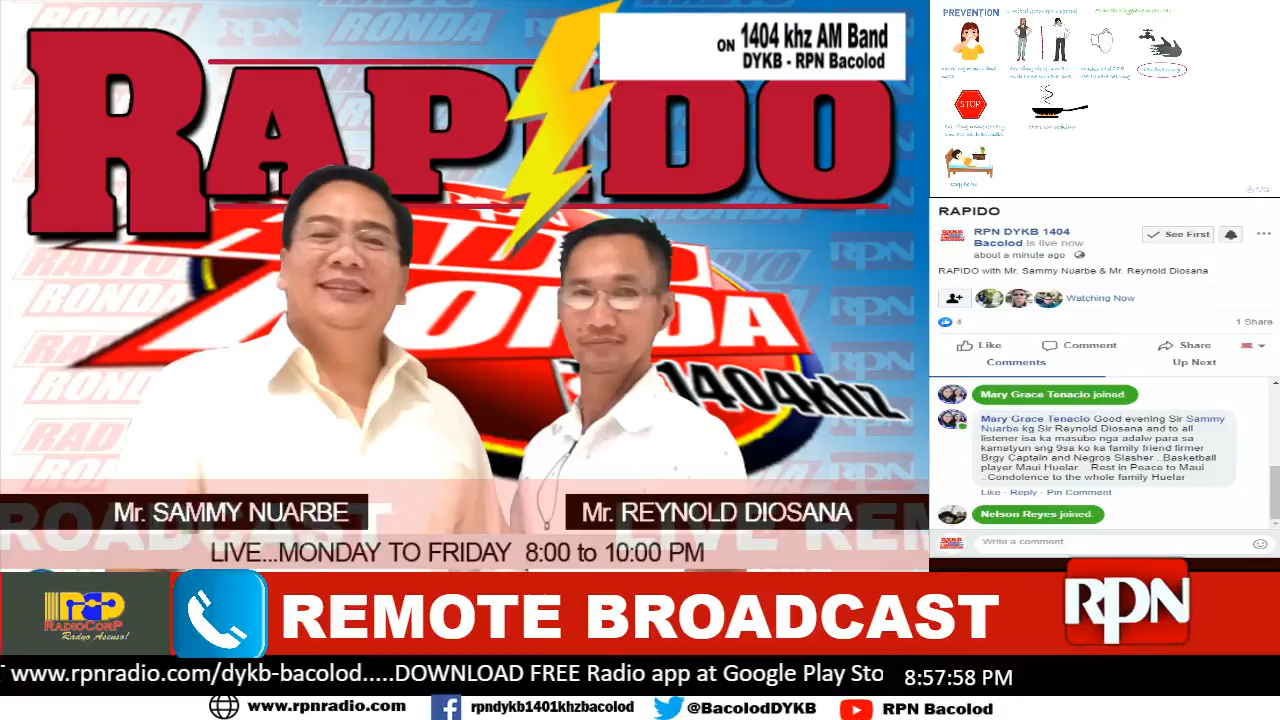 RAPIDO
ON 1404 khz AM Band
DYKB - RPN Bacolod
RADYO
RONDA
1404khz
Mr. SAMMY NUARBE
Mr. REYNOLD DIOSANA
LIVE...MONDAY TO FRIDAY 8:00 to 10:00 PM
PREVENTION
STOP
stay home
RAPIDO
RPN DYKB 1404
Bacolod is live now
about a minute ago
See First
RAPIDO with Mr. Sammy Nuarbe & Mr. Reynold Diosana
Watching Now
4
1 Share
Like Comment Share
Comments Up Next
Mary Grace Tenacio joined.
Mary Grace Tenacio Good evening Sir Sammy
Nuarbe kg Sir Reynold Diosana and to all
listener isa ka masubo nga adalw para sa
kamatyun sng 9sa ko ka family friend firmer
Brgy Captain and Negros Slasher ..Basketball
player Maui Huelar Rest in Peace to Maui
..Condolence to the whole family Huelar
Like · Reply · Pin Comment
Nelson Reyes joined.
Write a comment
RADIOCORP
Radyo Asenso!
REMOTE BROADCAST
RPN
www.rpnradio.com/dykb-bacolod.....DOWNLOAD FREE Radio app at Google Play Sto
8:57:58 PM
www.rpnradio.com
rpndykb1401khzbacolod
@BacolodDYKB
RPN Bacolod